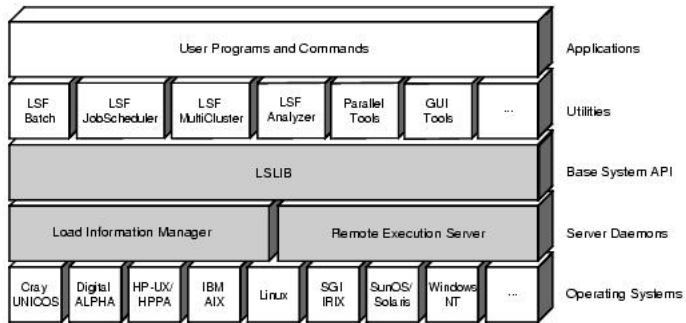 User Programs and Commands
Applications
LSF
Batch
LSF
JobScheduler
LSF
MultiCluster
LSF
Analyzer
Parallel
Tools
GUI
Tools
...
Utilities
LSLIB
Base System API
Load Information Manager
Remote Execution Server
Server Daemons
Cray
UNICOS
Digital
ALPHA
HP-UX/
HPPA
IBM
AIX
Linux
SGI
IRIX
SunOS/
Solaris
Windows
NT
...
Operating Systems